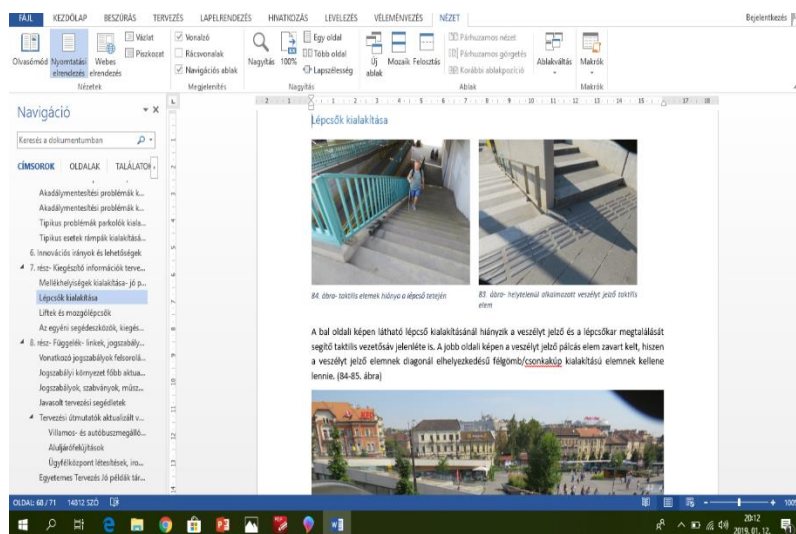 FÁJL KEZDŐLAP BESZÚRÁS TERVEZÉS LAPELRENDEZÉS HIVATKOZÁS LEVELEZÉS VÉLEMÉNYEZÉS NÉZET Bejelentkezés
Olvasómód Nyomtatási elrendezés Webes elrendezés
Vázlat
Piszkozat
Nézetek
Vonalzó
Rácsvonalak
Navigációs ablak
Megjelenítés
Nagyítás 100%
Egy oldal
Több oldal
Lapszélesség
Nagyítás
Új ablak Mozaik Felosztás
Párhuzamos nézet
Párhuzamos görgetés
Korábbi ablakpozíció
Ablak
Ablakváltás
Makrók
Makrók
Navigáció
Keresés a dokumentumban
CÍMSOROK OLDALAK TALÁLATOK
Akadálymentesítési problémák k...
Akadálymentesítési problémák k...
Tipikus problémák parkolók kiala...
Tipikus esetek rámpák kialakításá...
6. Innovációs irányok és lehetőségek
7. rész- Kiegészítő információk terve...
Mellékhelyiségek kialakítása- jó p...
Lépcsők kialakítása
Liftek és mozgólépcsők
Az egyéni segédeszközök, kiegés...
8. rész- Függelék- linkek, jogszabály...
Vonatkozó jogszabályok felsorolá...
Jogszabályi környezet főbb aktua...
Jogszabályok, szabványok, műsz...
Javasolt tervezési segédletek
Tervezési útmutatók aktualizált v...
Villamos- és autóbuszmegálló...
Aluljárófelújítások
Ügyfélközpont létesítések, iro...
Egyetemes Tervezés Jó példák tár...
Lépcsők kialakítása
84. ábra- taktilis elemek hiánya a lépcső tetején
83. ábra- helytelenül alkalmazott veszélyt jelző taktilis
elem
A bal oldali képen látható lépcső kialakításánál hiányzik a veszélyt jelző és a lépcsőkar megtalálását
segítő taktilis vezetősáv jelenléte is. A jobb oldali képen a veszélyt jelző pálcás elem zavart kelt, hiszen
a veszélyt jelző elemnek diagonál elhelyezkedésű félgömb/csonkakúp kialakítású elemnek kellene
lennie. (84-85. ábra)
OLDAL: 68 / 71 14812 SZÓ
100%
20:12
2019. 01. 12.